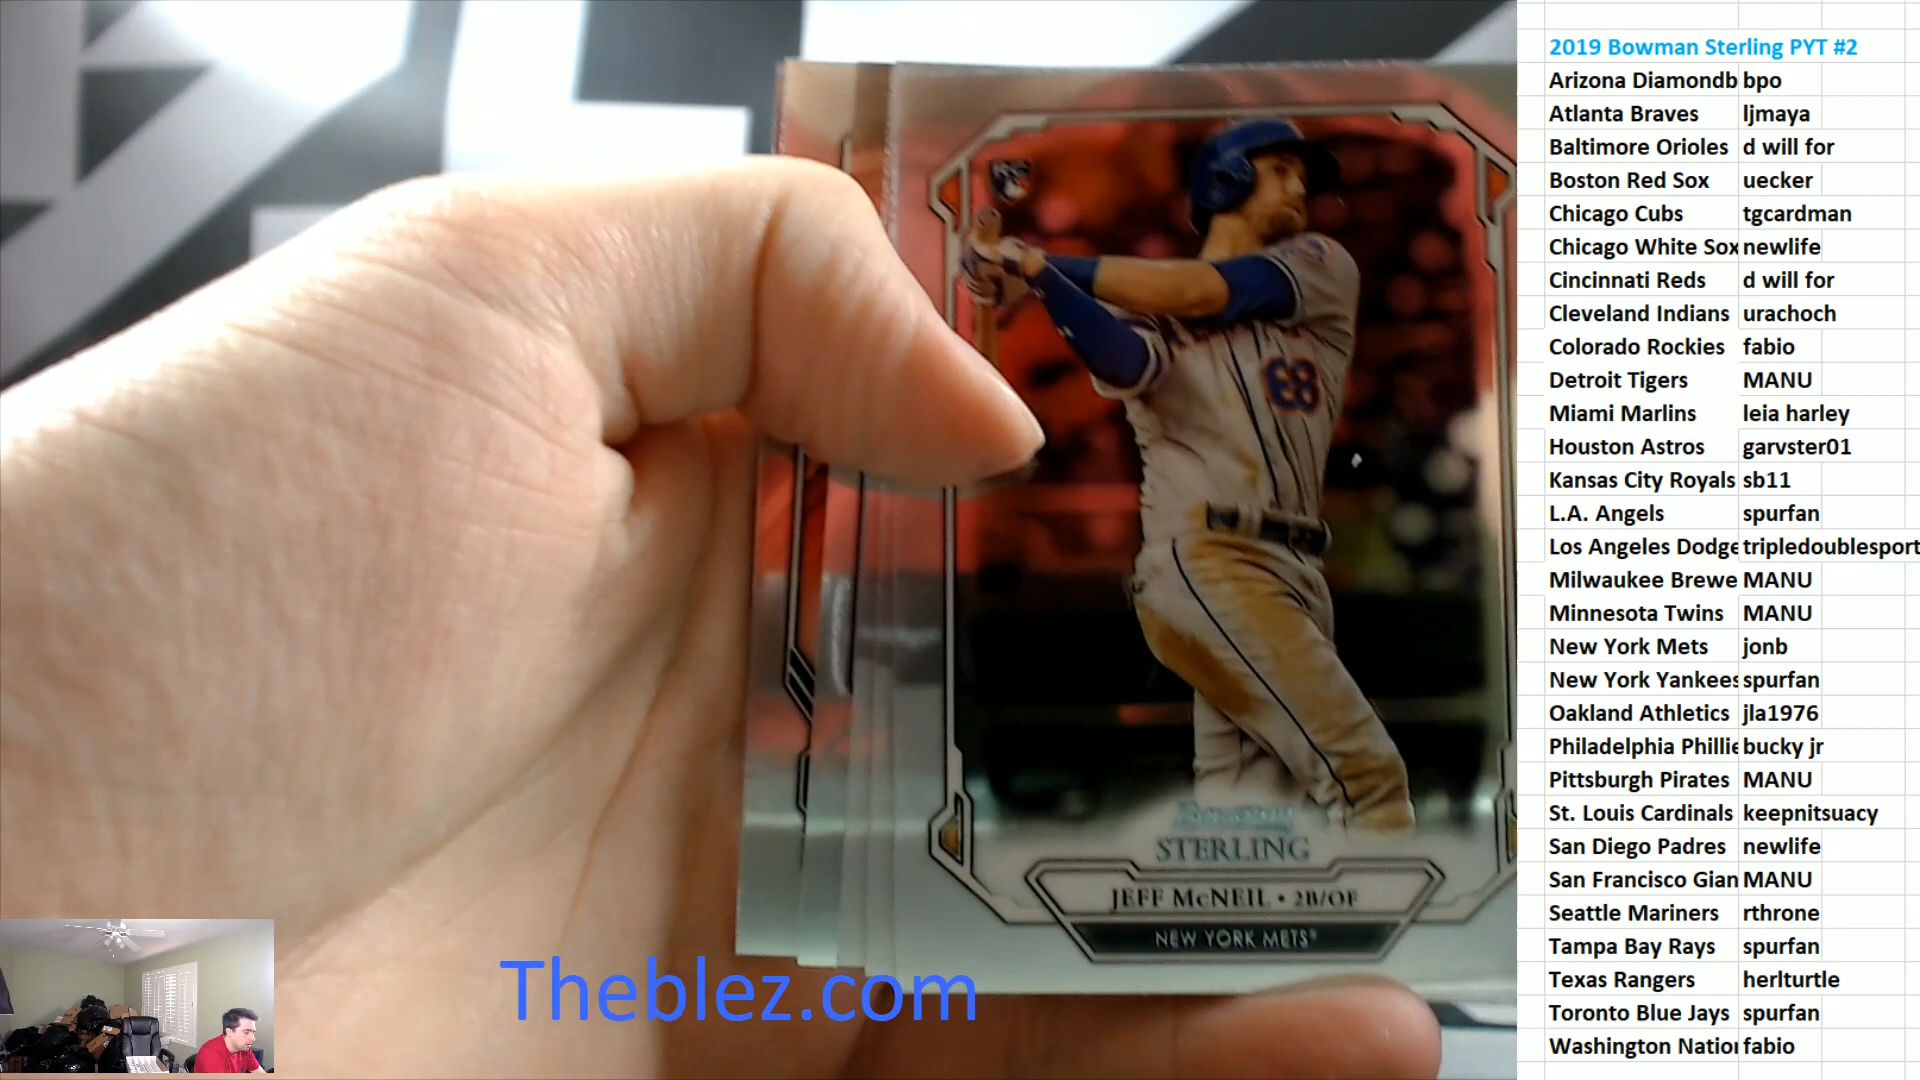 68
Bowman
STERLING
JEFF McNEIL • 2B/OF
NEW YORK METS
Theblez.com
2019 Bowman Sterling PYT #2
Arizona Diamondb bpo
Atlanta Braves ljmaya
Baltimore Orioles d will for
Boston Red Sox uecker
Chicago Cubs tgcardman
Chicago White Sox newlife
Cincinnati Reds d will for
Cleveland Indians urachoch
Colorado Rockies fabio
Detroit Tigers MANU
Miami Marlins leia harley
Houston Astros garvster01
Kansas City Royals sb11
L.A. Angels spurfan
Los Angeles Dodge tripledoublesport
Milwaukee Brewe MANU
Minnesota Twins MANU
New York Mets jonb
New York Yankees spurfan
Oakland Athletics jla1976
Philadelphia Phillie bucky jr
Pittsburgh Pirates MANU
St. Louis Cardinals keepnitsuacy
San Diego Padres newlife
San Francisco Gian MANU
Seattle Mariners rthrone
Tampa Bay Rays spurfan
Texas Rangers herlturtle
Toronto Blue Jays spurfan
Washington Nation fabio